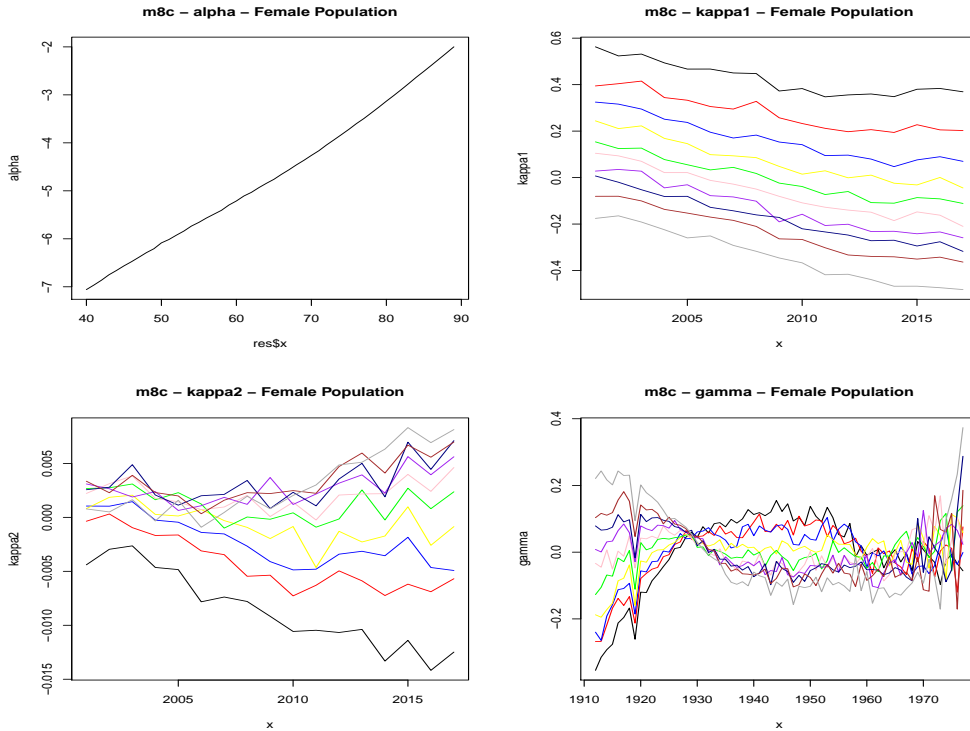 m8c − alpha − Female Population
alpha
-2
-3
-4
-5
-6
-7
40 50 60 70 80 90
res$x
m8c − kappa1 − Female Population
kappa1
0.6
0.4
0.2
0.0
-0.2
-0.4
2005 2010 2015
x
m8c − kappa2 − Female Population
kappa2
0.005
0.000
-0.005
-0.010
-0.015
2005 2010 2015
x
m8c − gamma − Female Population
gamma
0.4
0.2
0.0
-0.2
1910 1920 1930 1940 1950 1960 1970
x